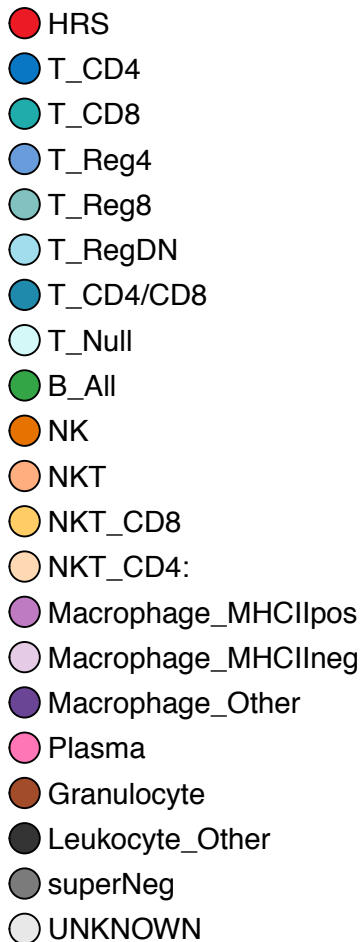 HRS
T_CD4
T_CD8
T_Reg4
T_Reg8
T_RegDN
T_CD4/CD8
T_Null
B_All
NK
NKT
NKT_CD8
NKT_CD4:
Macrophage_MHCIIpos
Macrophage_MHCIIneg
Macrophage_Other
Plasma
Granulocyte
Leukocyte_Other
superNeg
UNKNOWN